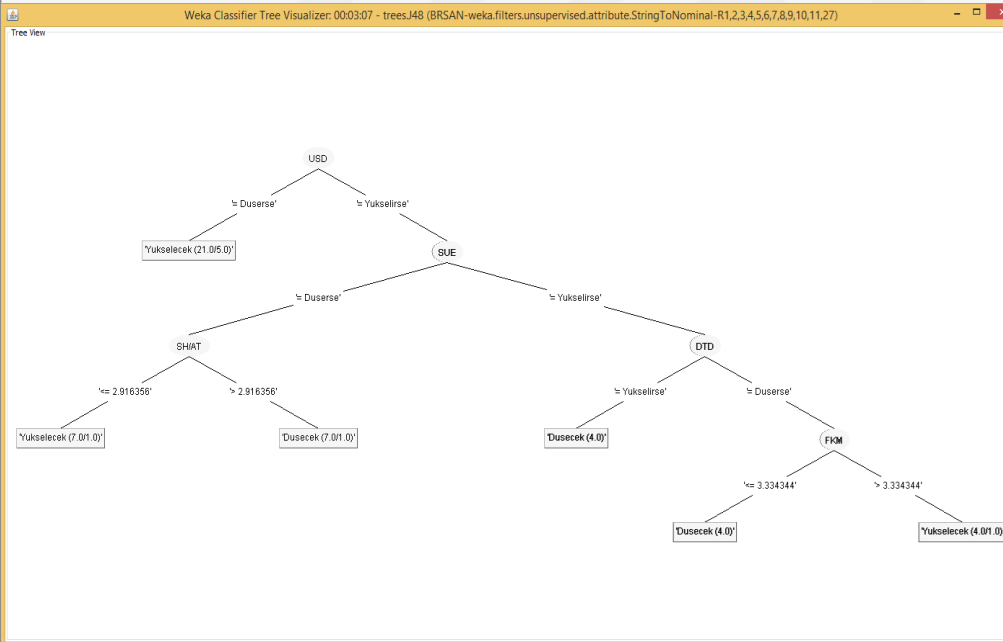 Weka Classifier Tree Visualizer: 00:03:07 - trees.J48 (BRSAN-weka.filters.unsupervised.attribute.StringToNominal-R1,2,3,4,5,6,7,8,9,10,11,27)
Tree View
USD
'= Duserse' '= Yukselirse'
'Yukselecek (21.0/5.0)' SUE
'= Duserse' '= Yukselirse'
SH/AT DTD
'<= 2.916356' '> 2.916356' '= Yukselirse' '= Duserse'
'Yukselecek (7.0/1.0)' 'Dusecek (7.0/1.0)' 'Dusecek (4.0)' FKM
'<= 3.334344' '> 3.334344'
'Dusecek (4.0)' 'Yukselecek (4.0/1.0)